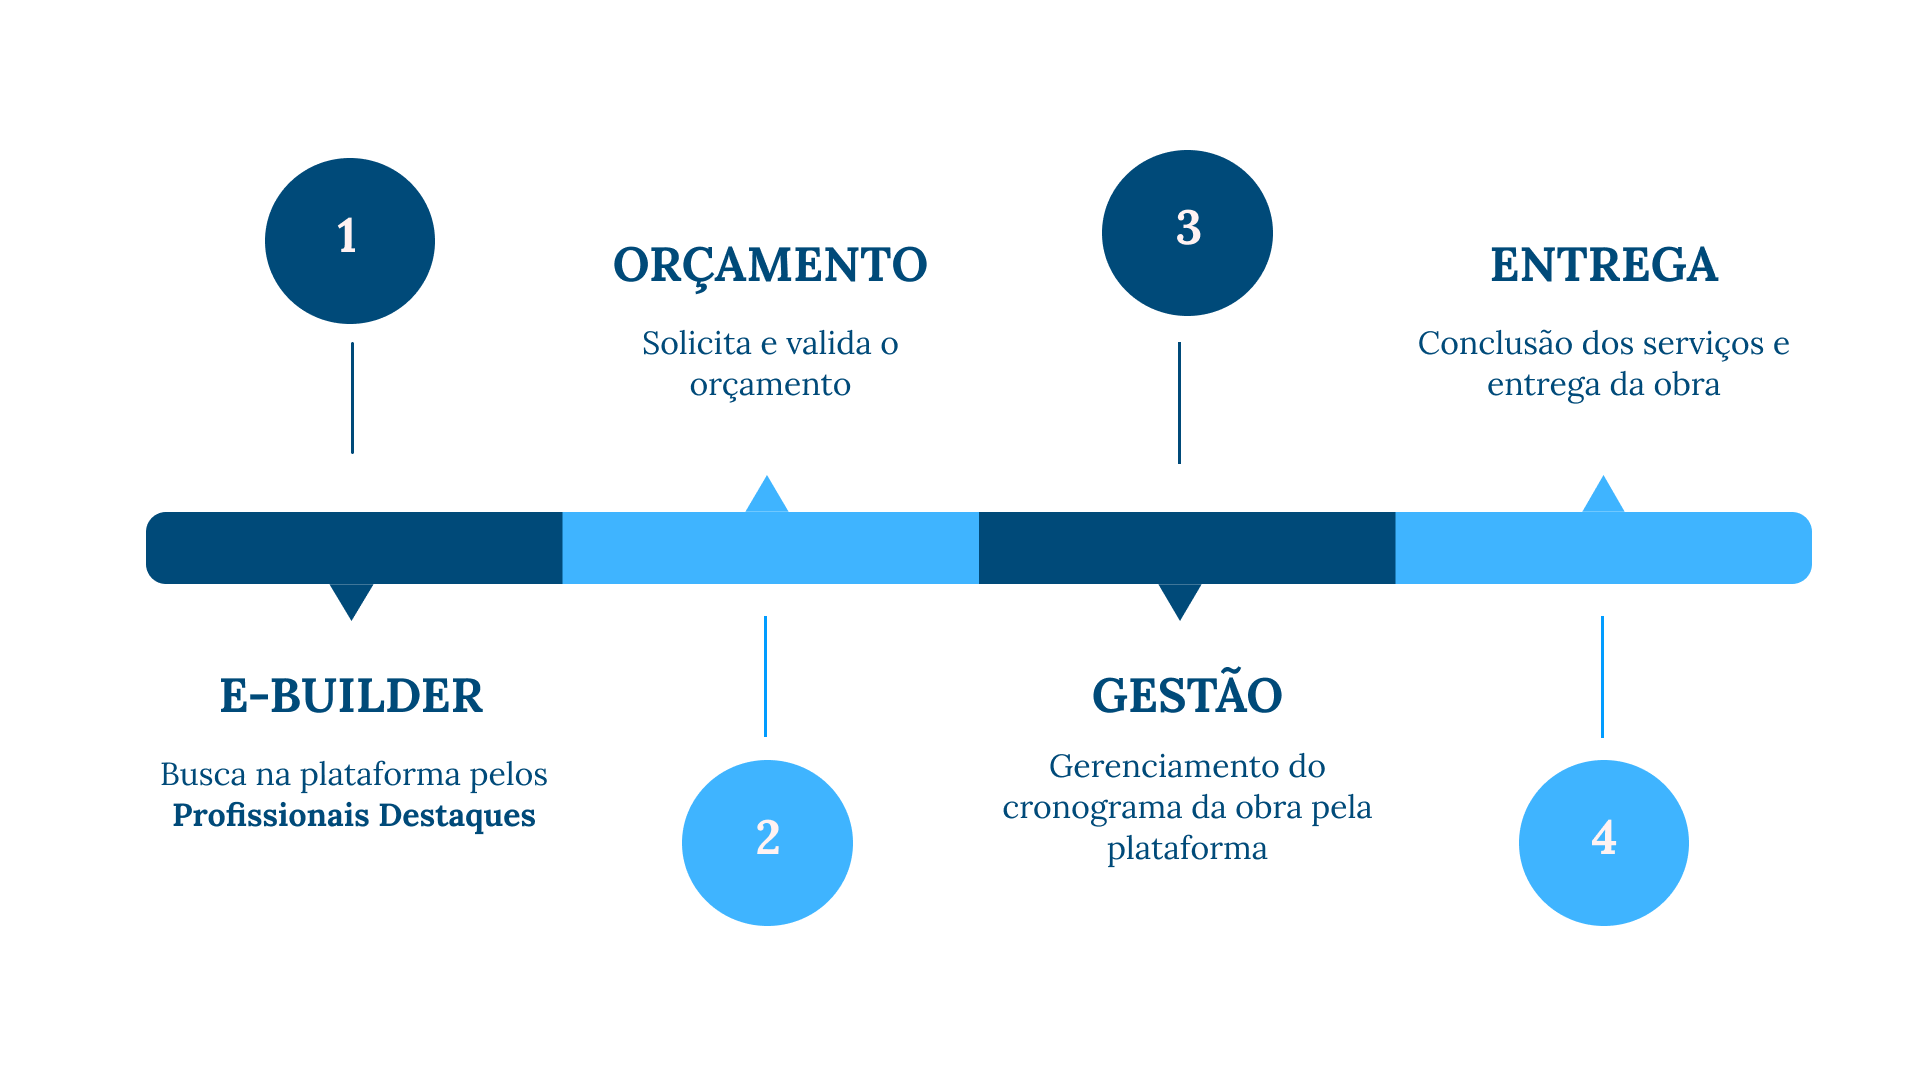 1
E-BUILDER
Busca na plataforma pelos
Profissionais Destaques
ORÇAMENTO
Solicita e valida o
orçamento
2
3
GESTÃO
Gerenciamento do
cronograma da obra pela
plataforma
ENTREGA
Conclusão dos serviços e
entrega da obra
4